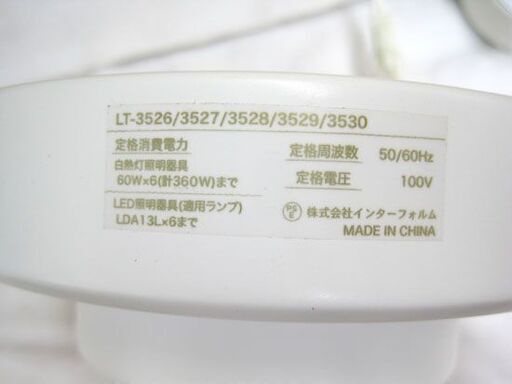 LT-3526/3527/3528/3529/3530
定格消費電力
白熱灯照明器具
60W×6(計360W)まで
LED照明器具(適用ランプ)
LDA13L×6まで
定格周波数 50/60Hz
定格電圧 100V
PS
E 株式会社インターフォルム
MADE IN CHINA